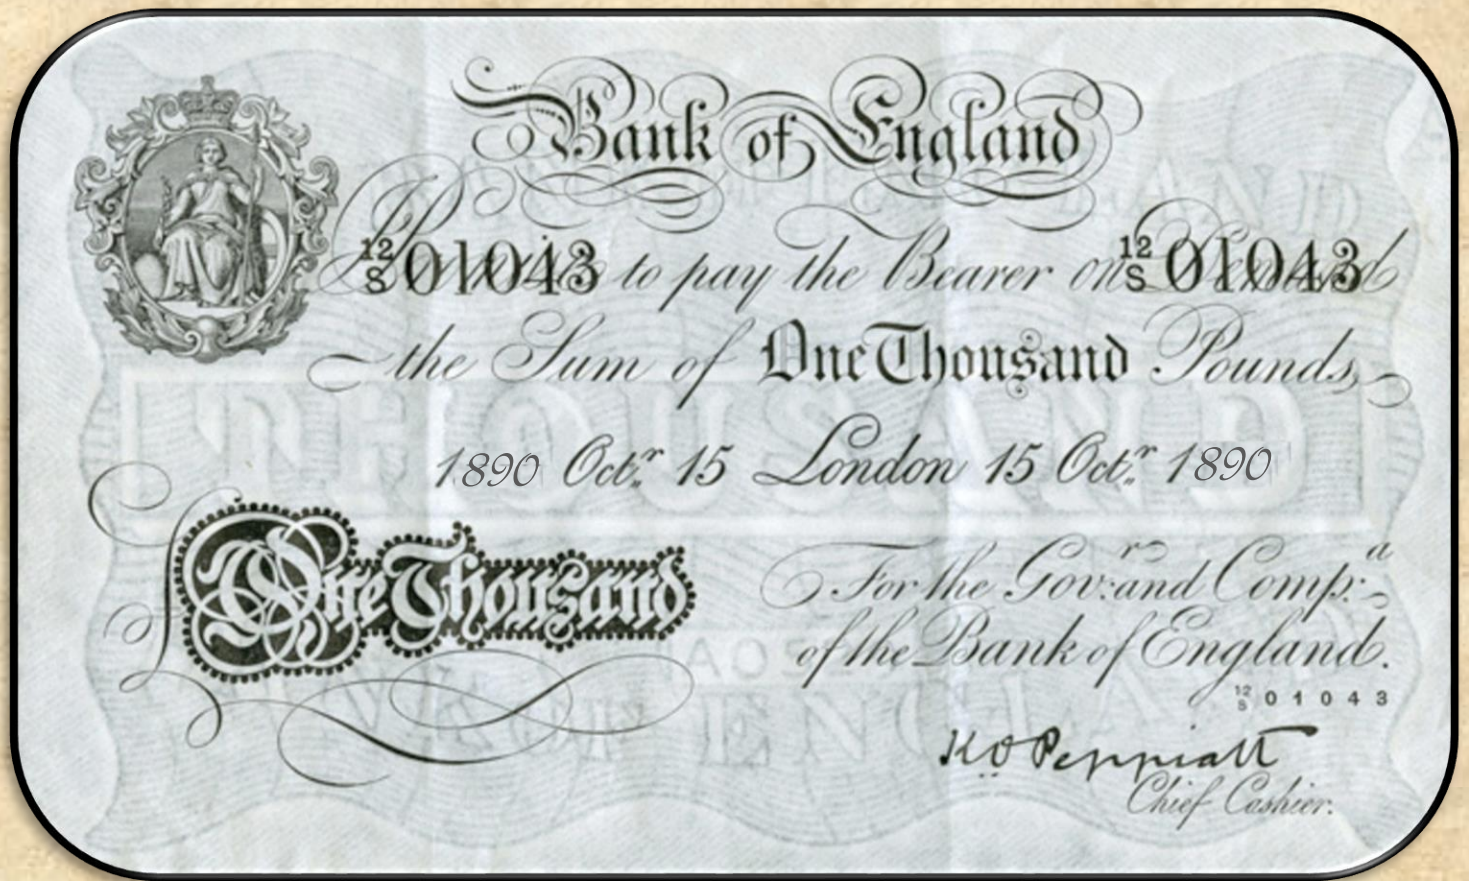 Bank of England
12/S 01043 to pay the Bearer on 12/S 01043
the Sum of One Thousand Pounds,
1890 Octr. 15 London 15 Octr. 1890
One Thousand
For the Govr. and Compa.
of the Bank of England.
12/S 01043
K.O. Peppiatt
Chief Cashier.
THOUSAND